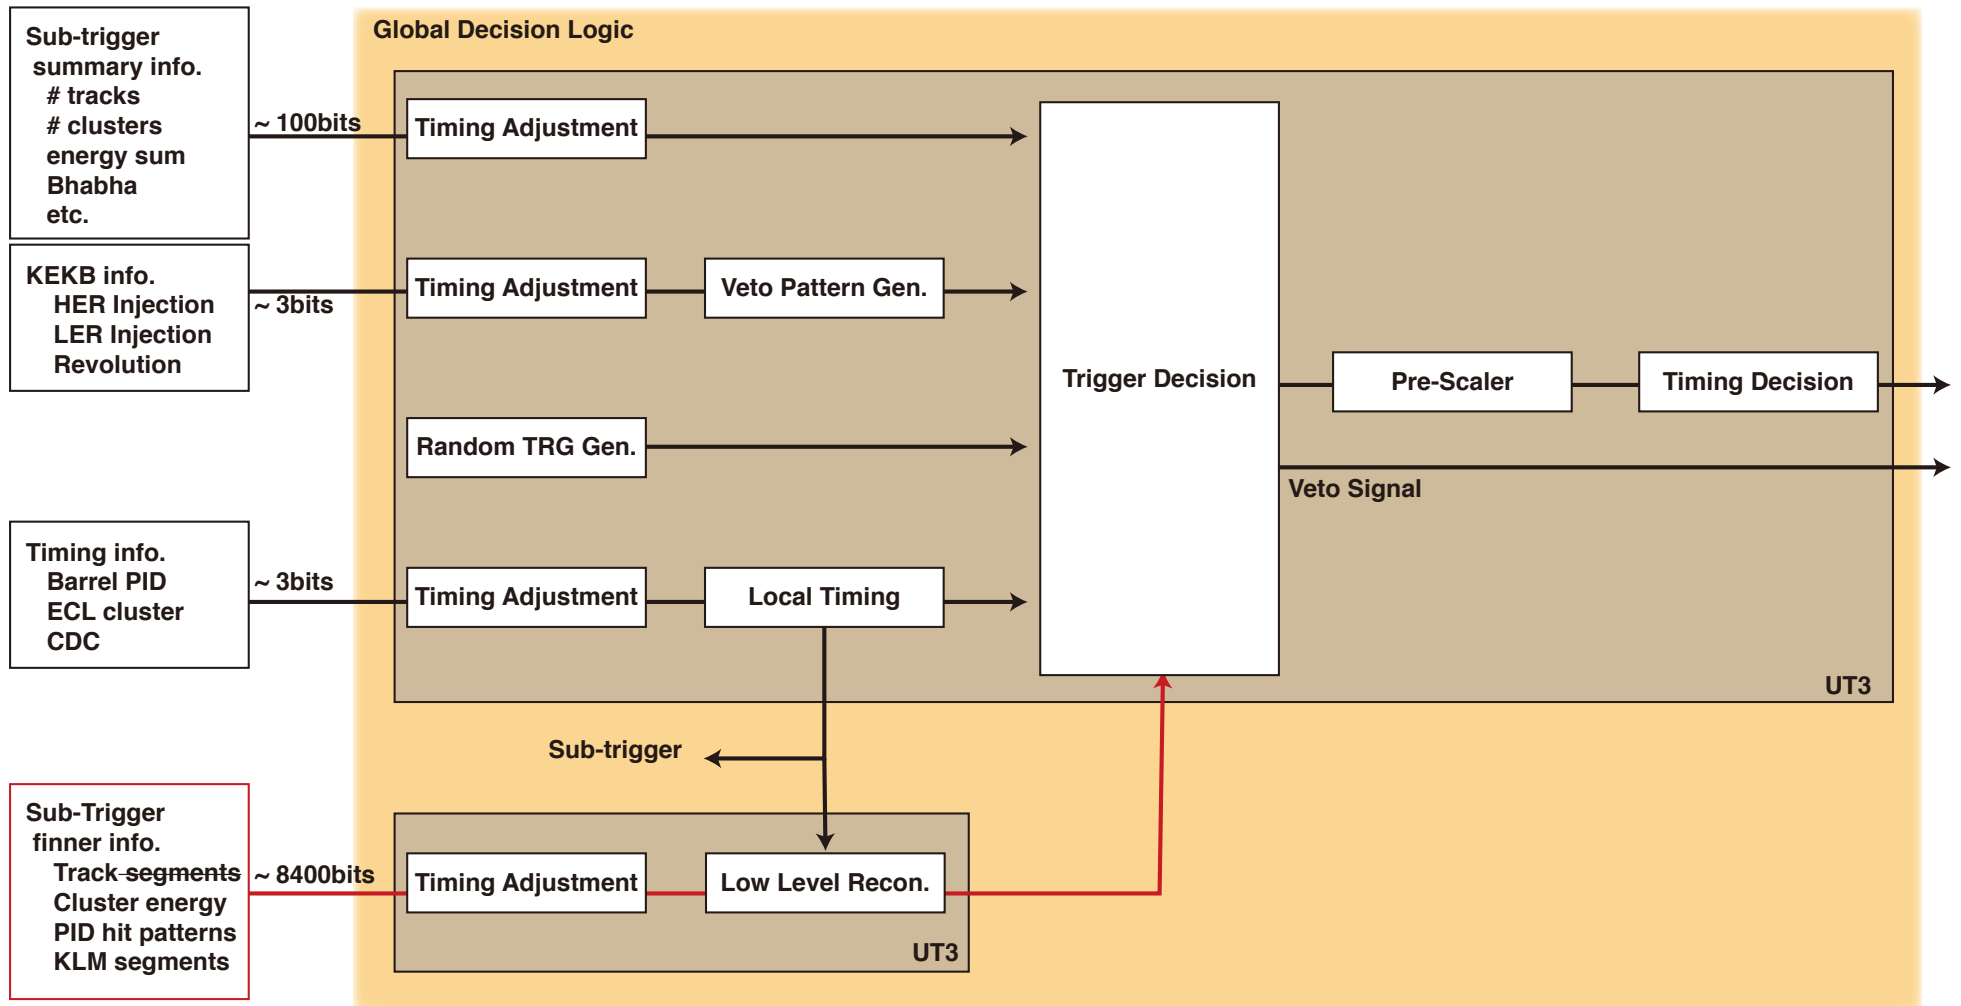 Global Decision Logic
Sub-trigger
summary info.
# tracks
# clusters
energy sum
Bhabha
etc.
~ 100bits
Timing Adjustment
KEKB info.
HER Injection
LER Injection
Revolution
~ 3bits
Timing Adjustment
Veto Pattern Gen.
Random TRG Gen.
Trigger Decision
Pre-Scaler
Timing Decision
Veto Signal
Timing info.
Barrel PID
ECL cluster
CDC
~ 3bits
Timing Adjustment
Local Timing
UT3
Sub-trigger
Sub-Trigger
finner info.
Track segments
Cluster energy
PID hit patterns
KLM segments
~ 8400bits
Timing Adjustment
Low Level Recon.
UT3